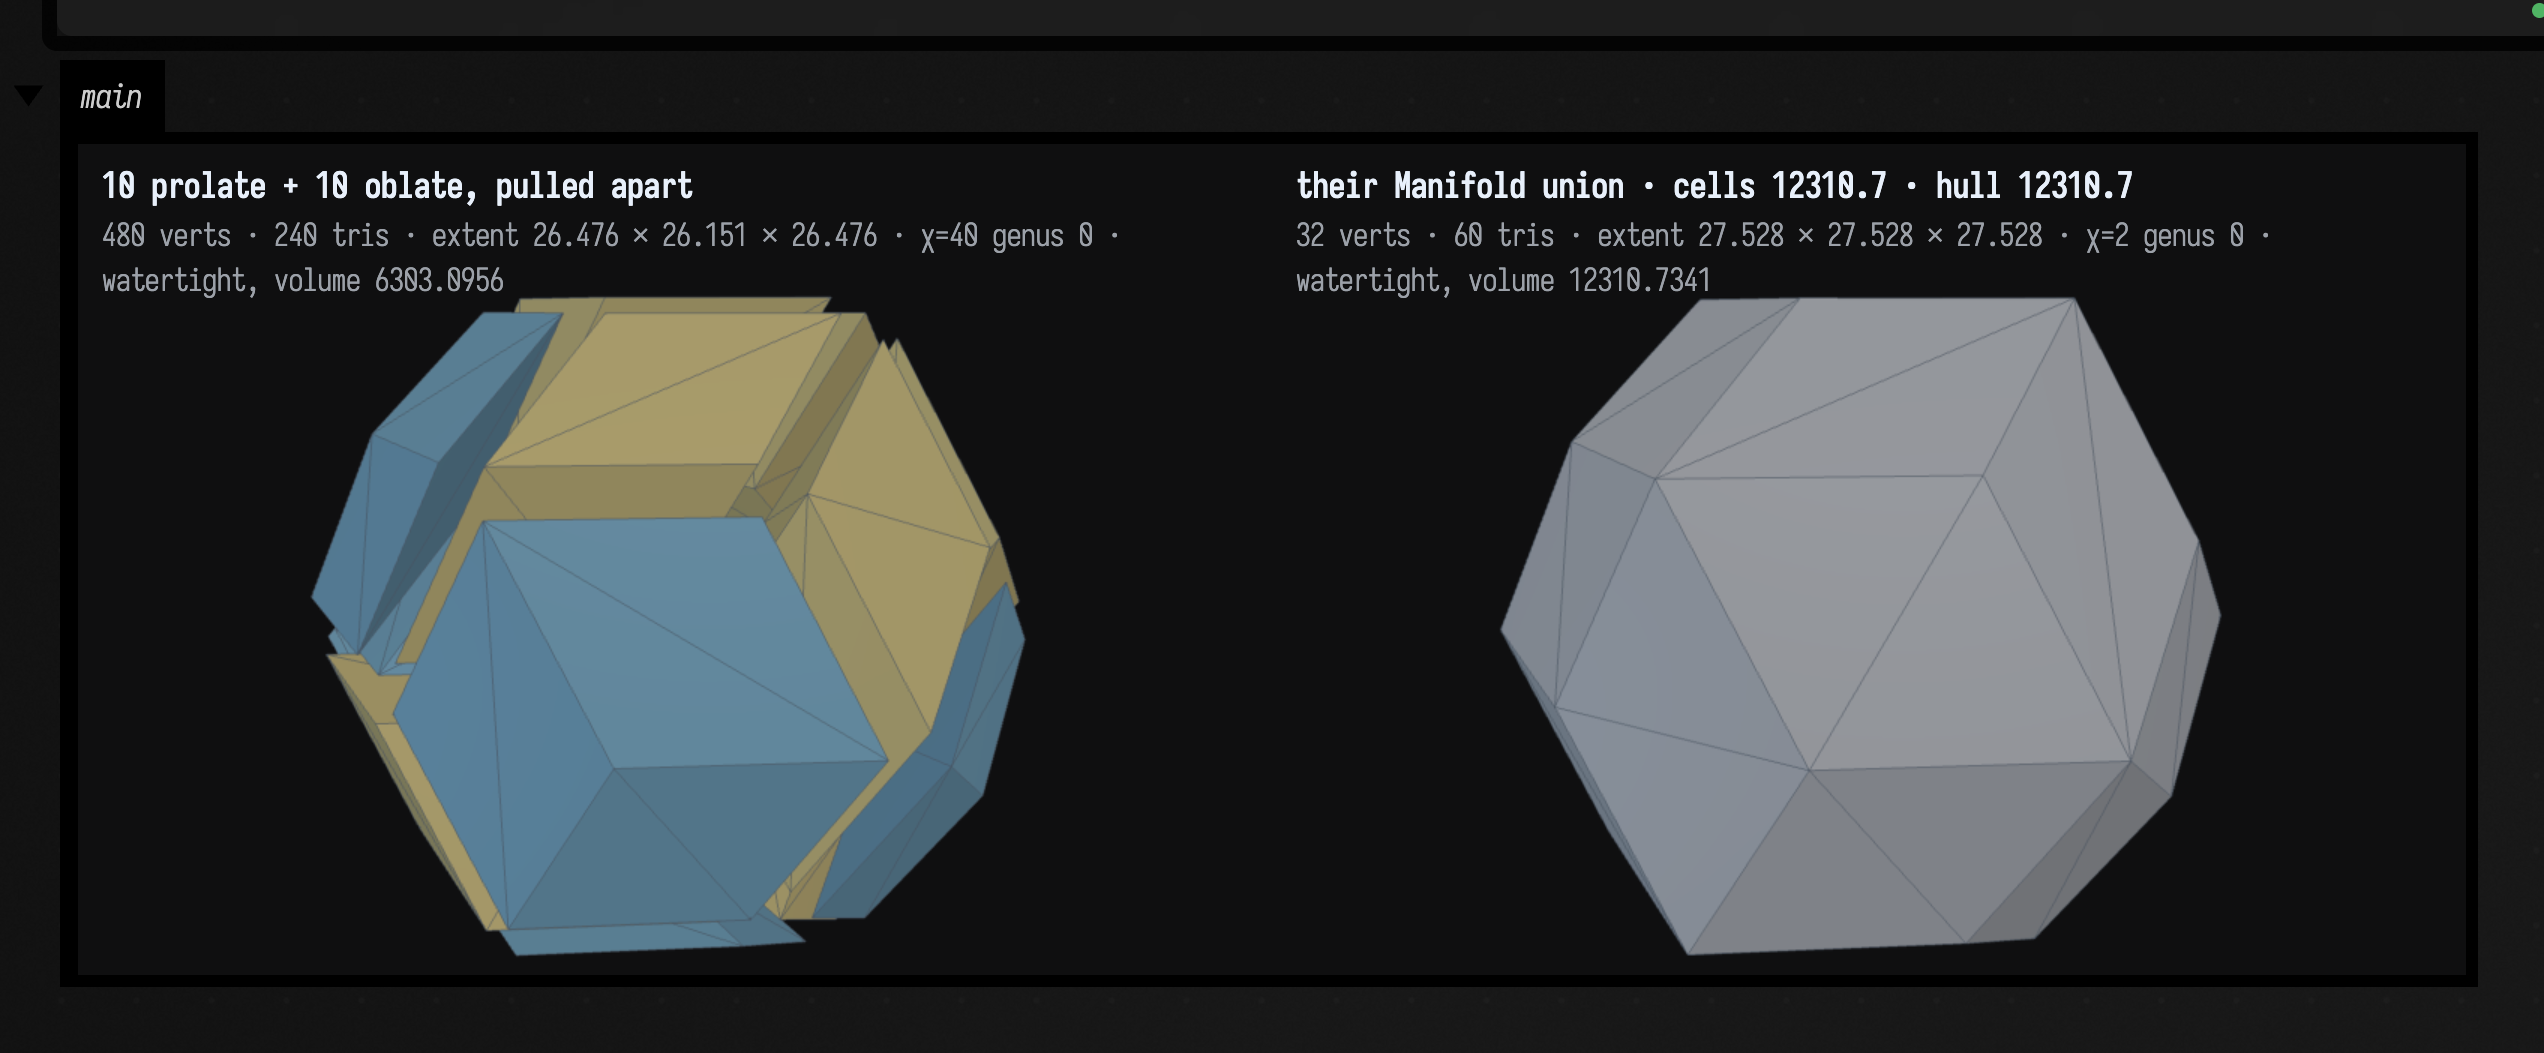 main
10 prolate + 10 oblate, pulled apart
480 verts · 240 tris · extent 26.476 × 26.151 × 26.476 · χ=40 genus 0 ·
watertight, volume 6303.0956
their Manifold union · cells 12310.7 · hull 12310.7
32 verts · 60 tris · extent 27.528 × 27.528 × 27.528 · χ=2 genus 0 ·
watertight, volume 12310.7341